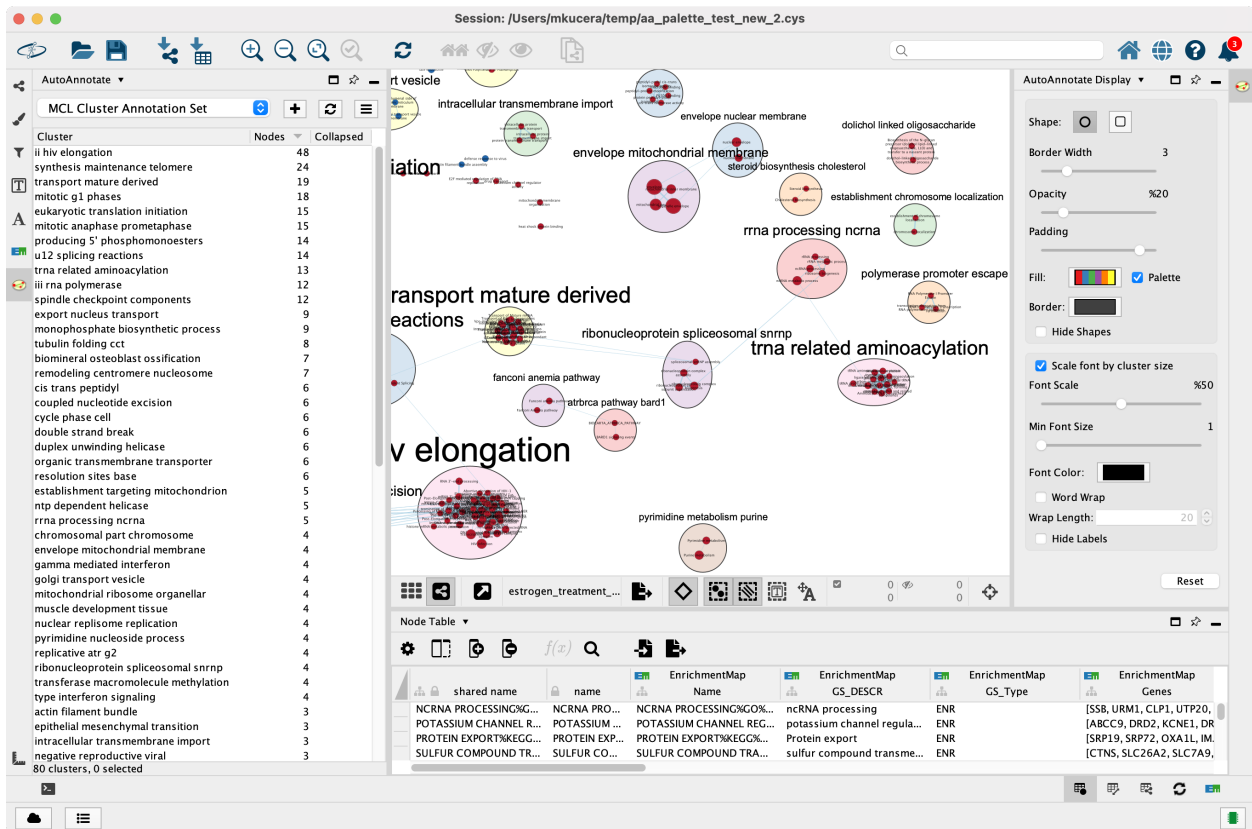 Session: /Users/mkucera/temp/aa_palette_test_new_2.cys
3
AutoAnnotate
MCL Cluster Annotation Set
Cluster Nodes Collapsed
ii hiv elongation 48
synthesis maintenance telomere 24
transport mature derived 19
mitotic g1 phases 18
eukaryotic translation initiation 15
mitotic anaphase prometaphase 15
producing 5' phosphomonoesters 14
u12 splicing reactions 14
trna related aminoacylation 13
iii rna polymerase 12
spindle checkpoint components 12
export nucleus transport 9
monophosphate biosynthetic process 9
tubulin folding cct 8
biomineral osteoblast ossification 7
remodeling centromere nucleosome 7
cis trans peptidyl 6
coupled nucleotide excision 6
cycle phase cell 6
double strand break 6
duplex unwinding helicase 6
organic transmembrane transporter 6
resolution sites base 6
establishment targeting mitochondrion 5
ntp dependent helicase 5
rrna processing ncrna 5
chromosomal part chromosome 4
envelope mitochondrial membrane 4
gamma mediated interferon 4
golgi transport vesicle 4
mitochondrial ribosome organellar 4
muscle development tissue 4
nuclear replisome replication 4
pyrimidine nucleoside process 4
replicative atr g2 4
ribonucleoprotein spliceosomal snrnp 4
transferase macromolecule methylation 4
type interferon signaling 4
actin filament bundle 3
epithelial mesenchymal transition 3
intracellular transmembrane import 3
negative reproductive viral 3
80 clusters, 0 selected
rt vesicle
intracellular transmembrane import
envelope nuclear membrane
dolichol linked oligosaccharide
iation
envelope mitochondrial membrane
steroid biosynthesis cholesterol
establishment chromosome localization
rrna processing ncrna
polymerase promoter escape
ransport mature derived
eactions
ribonucleoprotein spliceosomal snrnp
trna related aminoacylation
fanconi anemia pathway
atrbrca pathway bard1
v elongation
ision
pyrimidine metabolism purine
estrogen_treatment_...
0 0
0 0
AutoAnnotate Display
Shape:
Border Width 3
Opacity %20
Padding
Fill: Palette
Border:
Hide Shapes
Scale font by cluster size
Font Scale %50
Min Font Size 1
Font Color:
Word Wrap
Wrap Length: 20
Hide Labels
Reset
Node Table
f(x)
shared name name EnrichmentMap Name EnrichmentMap GS_DESCR EnrichmentMap GS_Type EnrichmentMap Genes
NCRNA PROCESSING%G... NCRNA PRO... NCRNA PROCESSING%GO%... ncRNA processing ENR [SSB, URM1, CLP1, UTP20,
POTASSIUM CHANNEL R... POTASSIUM ... POTASSIUM CHANNEL REG... potassium channel regula... ENR [ABCC9, DRD2, KCNE1, DR
PROTEIN EXPORT%KEGG... PROTEIN EXP... PROTEIN EXPORT%KEGG%... Protein export ENR [SRP19, SRP72, OXA1L, IM
SULFUR COMPOUND TR... SULFUR CO... SULFUR COMPOUND TRA... sulfur compound transme... ENR [CTNS, SLC26A2, SLC7A9,